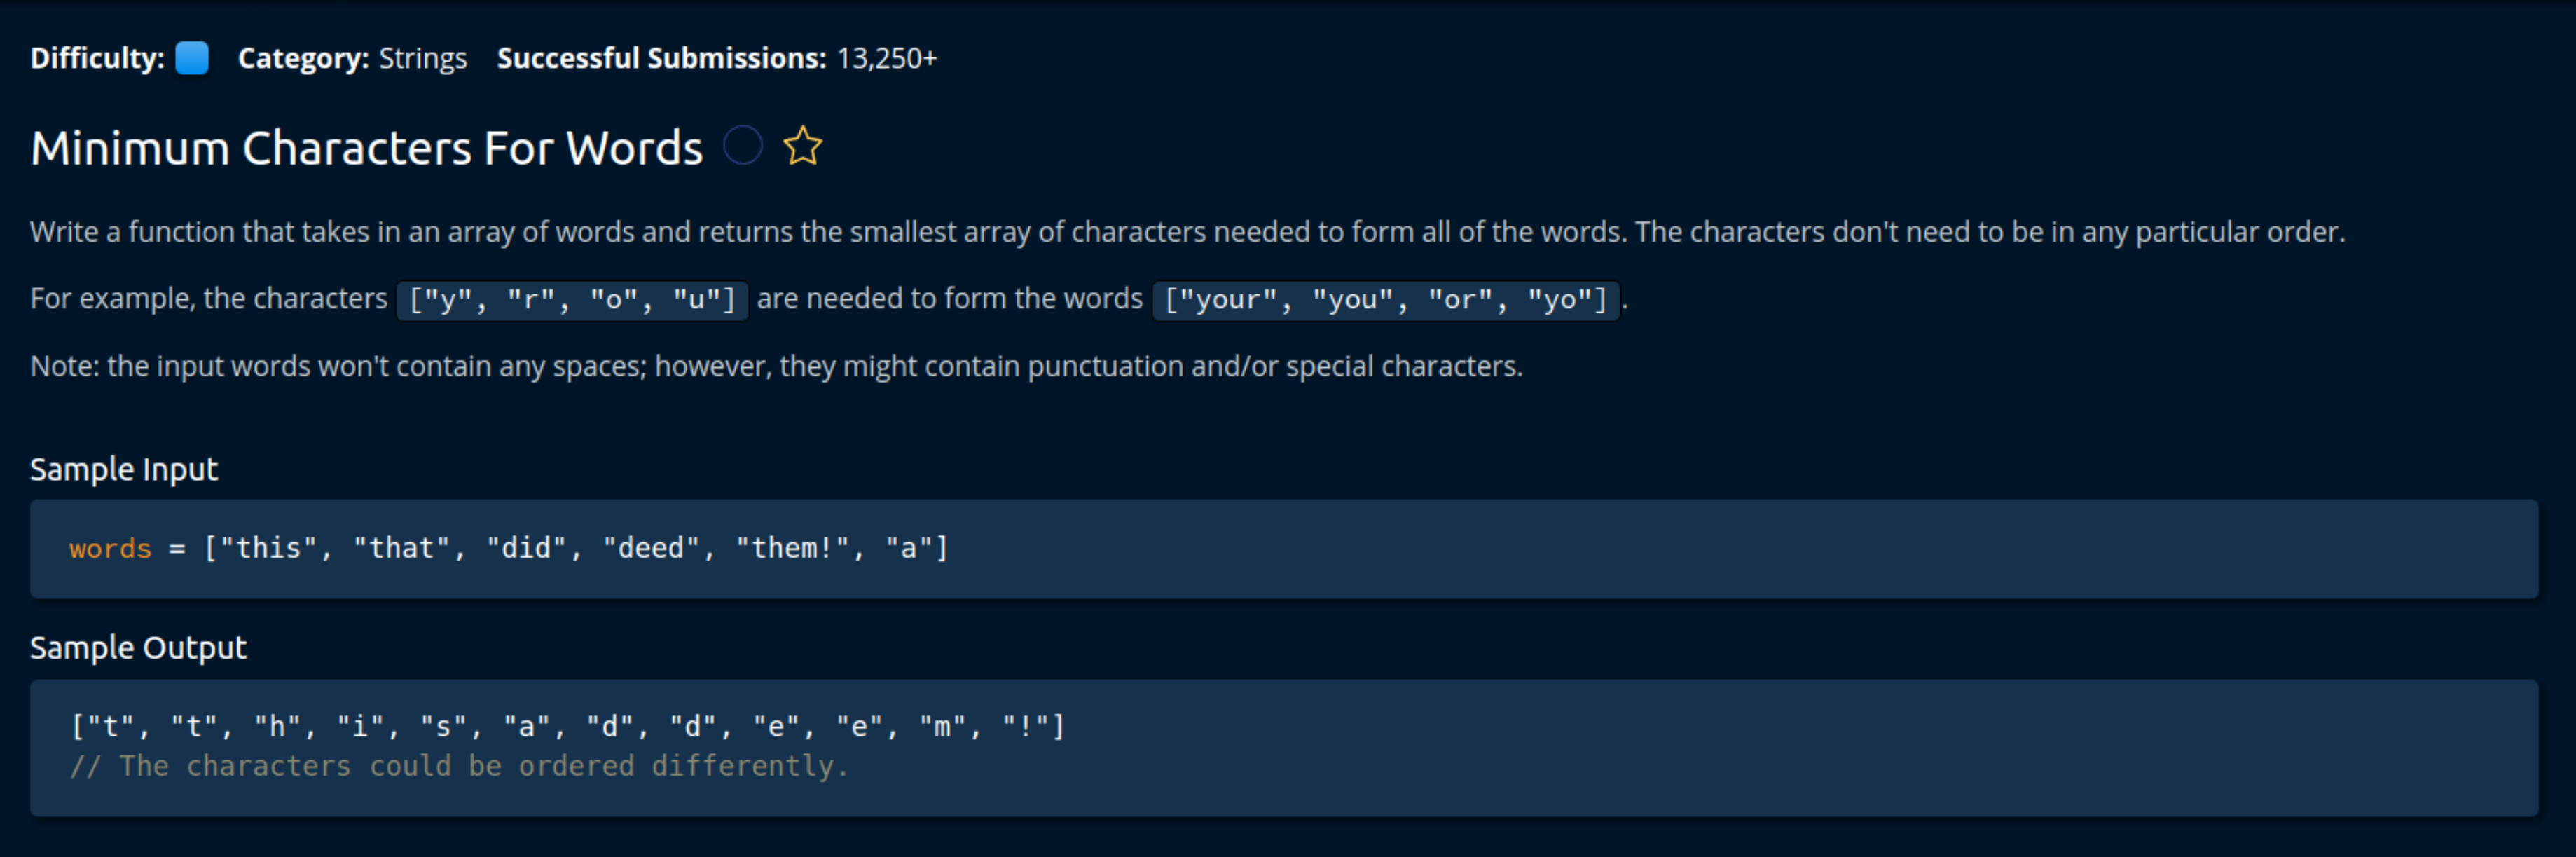 Difficulty: Category: Strings Successful Submissions: 13,250+
Minimum Characters For Words
Write a function that takes in an array of words and returns the smallest array of characters needed to form all of the words. The characters don't need to be in any particular order.
For example, the characters ["y", "r", "o", "u"] are needed to form the words ["your", "you", "or", "yo"] .
Note: the input words won't contain any spaces; however, they might contain punctuation and/or special characters.
Sample Input
words = ["this", "that", "did", "deed", "them!", "a"]
Sample Output
["t", "t", "h", "i", "s", "a", "d", "d", "e", "e", "m", "!"]
// The characters could be ordered differently.